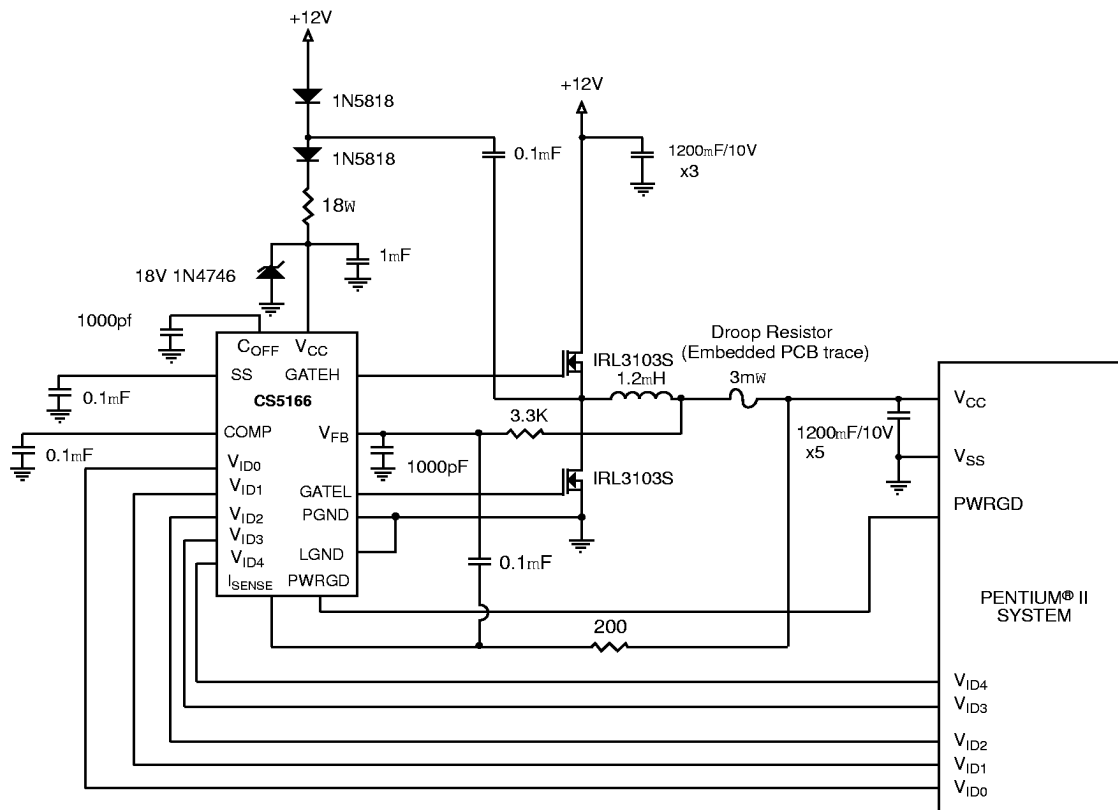 +12V
1N5818
+12V
1N5818
0.1mF
1200mF/10V
x3
18W
1mF
18V 1N4746
1000pf
COFF VCC
SS GATEH
CS5166
0.1mF
IRL3103S
1.2mH
Droop Resistor
(Embedded PCB trace)
3mW
VCC
COMP VFB
3.3K
1200mF/10V
x5
0.1mF
1000pF
VSS
VID0
VID1 GATEL
IRL3103S
VID2 PGND
PWRGD
VID3
LGND
VID4
0.1mF
ISENSE PWRGD
PENTIUM® II
SYSTEM
200
VID4
VID3
VID2
VID1
VID0